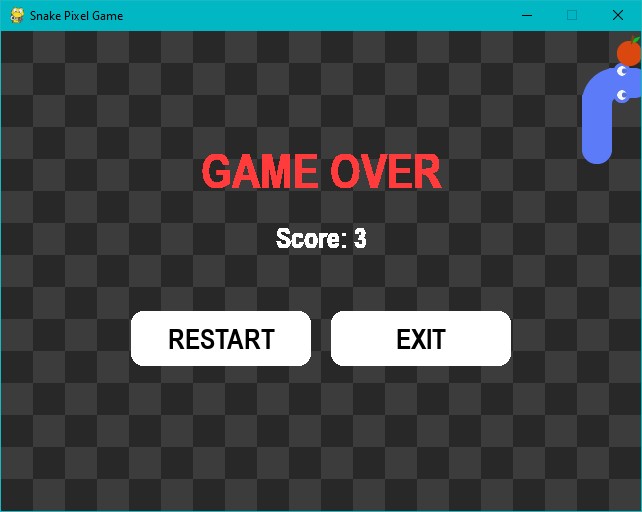 Snake Pixel Game
GAME OVER
Score: 3
RESTART
EXIT